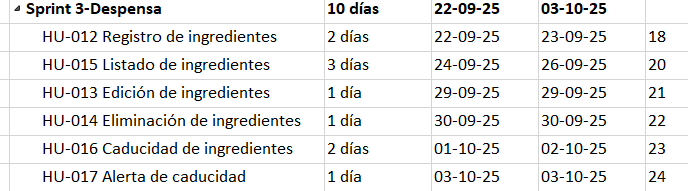 Sprint 3-Despensa 10 días 22-09-25 03-10-25
HU-012 Registro de ingredientes 2 días 22-09-25 23-09-25 18
HU-015 Listado de ingredientes 3 días 24-09-25 26-09-25 20
HU-013 Edición de ingredientes 1 día 29-09-25 29-09-25 21
HU-014 Eliminación de ingredientes 1 día 30-09-25 30-09-25 22
HU-016 Caducidad de ingredientes 2 días 01-10-25 02-10-25 23
HU-017 Alerta de caducidad 1 día 03-10-25 03-10-25 24